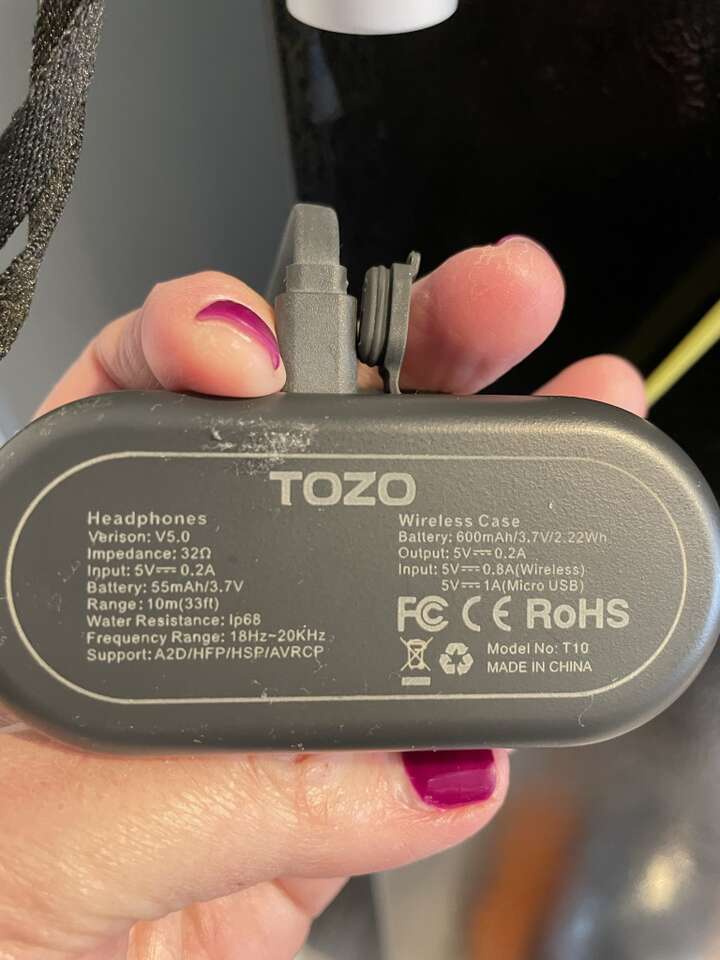 TOZO
Headphones
Verison: V5.0
Impedance: 32Ω
Input: 5V⎓0.2A
Battery: 55mAh/3.7V
Range: 10m(33ft)
Water Resistance: Ip68
Frequency Range: 18Hz~20KHz
Support: A2D/HFP/HSP/AVRCP
Wireless Case
Battery: 600mAh/3.7V/2.22Wh
Output: 5V⎓0.2A
Input: 5V⎓0.8A(Wireless)
5V⎓1A(Micro USB)
FC CE RoHS
Model No: T10
MADE IN CHINA